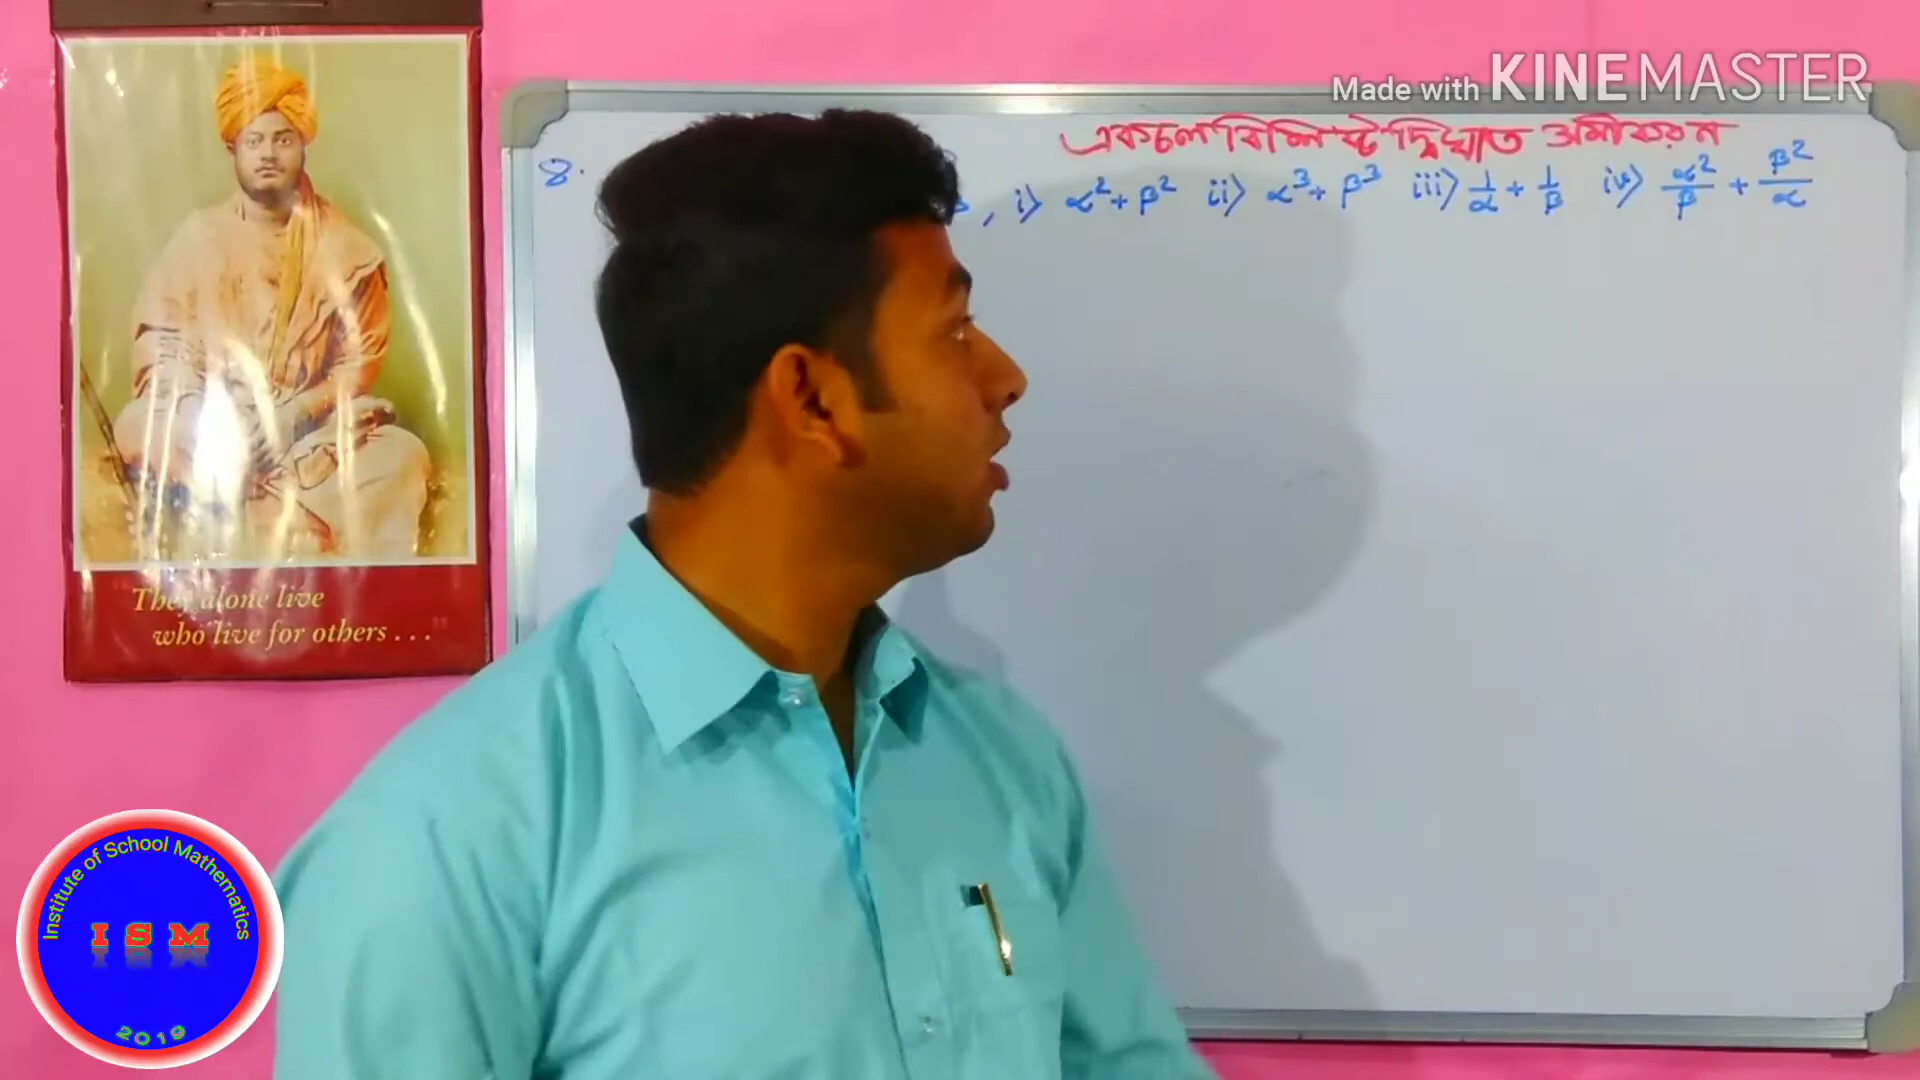 Made with KINEMASTER
একচলবিশিষ্ট দ্বিঘাত সমীকরন
8.
β, i) α²+β² ii) α³+β³ iii) 1/α + 1/β iv) α²/β + β²/α
They alone live
who live for others . . ."
Institute of School Mathematics
I S M
2019